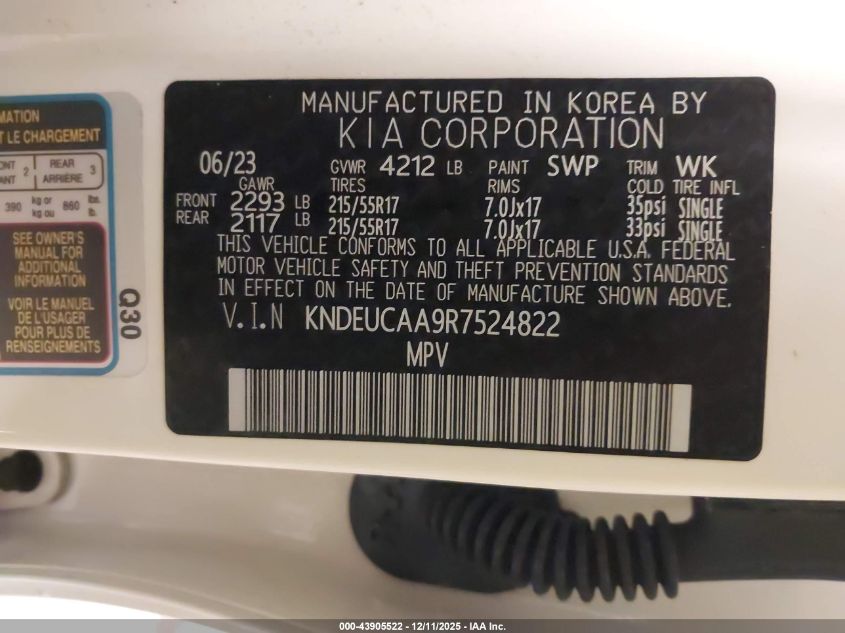 MANUFACTURED IN KOREA BY
KIA CORPORATION
06/23 GVWR 4212 LB PAINT SWP TRIM WK
GAWR TIRES RIMS COLD TIRE INFL
FRONT 2293 LB 215/55R17 7.0Jx17 35psi SINGLE
REAR 2117 LB 215/55R17 7.0Jx17 33psi SINGLE
THIS VEHICLE CONFORMS TO ALL APPLICABLE U.S.A. FEDERAL
MOTOR VEHICLE SAFETY AND THEFT PREVENTION STANDARDS
IN EFFECT ON THE DATE OF MANUFACTURE SHOWN ABOVE.
V.I.N KNDEUCAA9R7524822
MPV
LE CHARGEMENT
2 REAR 3
ARRIÈRE
390 kg or 860 lbs.
kg ou lb.
SEE OWNER'S
MANUAL FOR
ADDITIONAL
INFORMATION
VOIR LE MANUEL
DE L'USAGER
POUR PLUS DE
RENSEIGNEMENTS
Q30
000-43905522 - 12/11/2025 - IAA Inc.